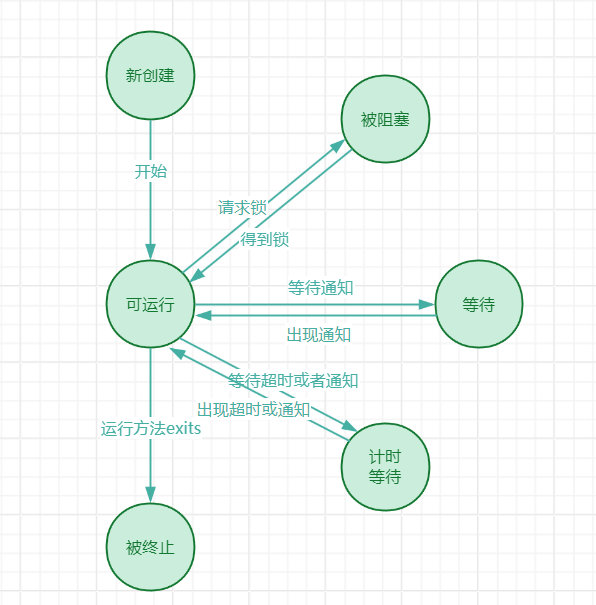 新创建
被阻塞
开始
请求锁
得到锁
等待通知
可运行
等待
出现通知
等待超时或者通知
出现超时或通知
运行方法exits
计时
等待
被终止